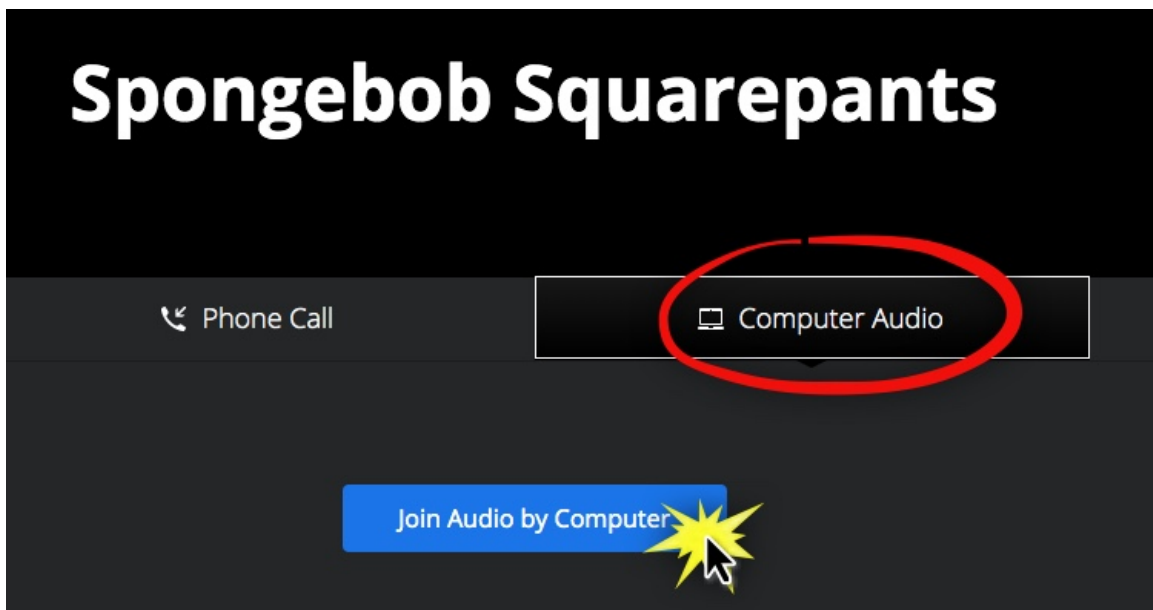 Spongebob Squarepants
Phone Call
Computer Audio
Join Audio by Computer